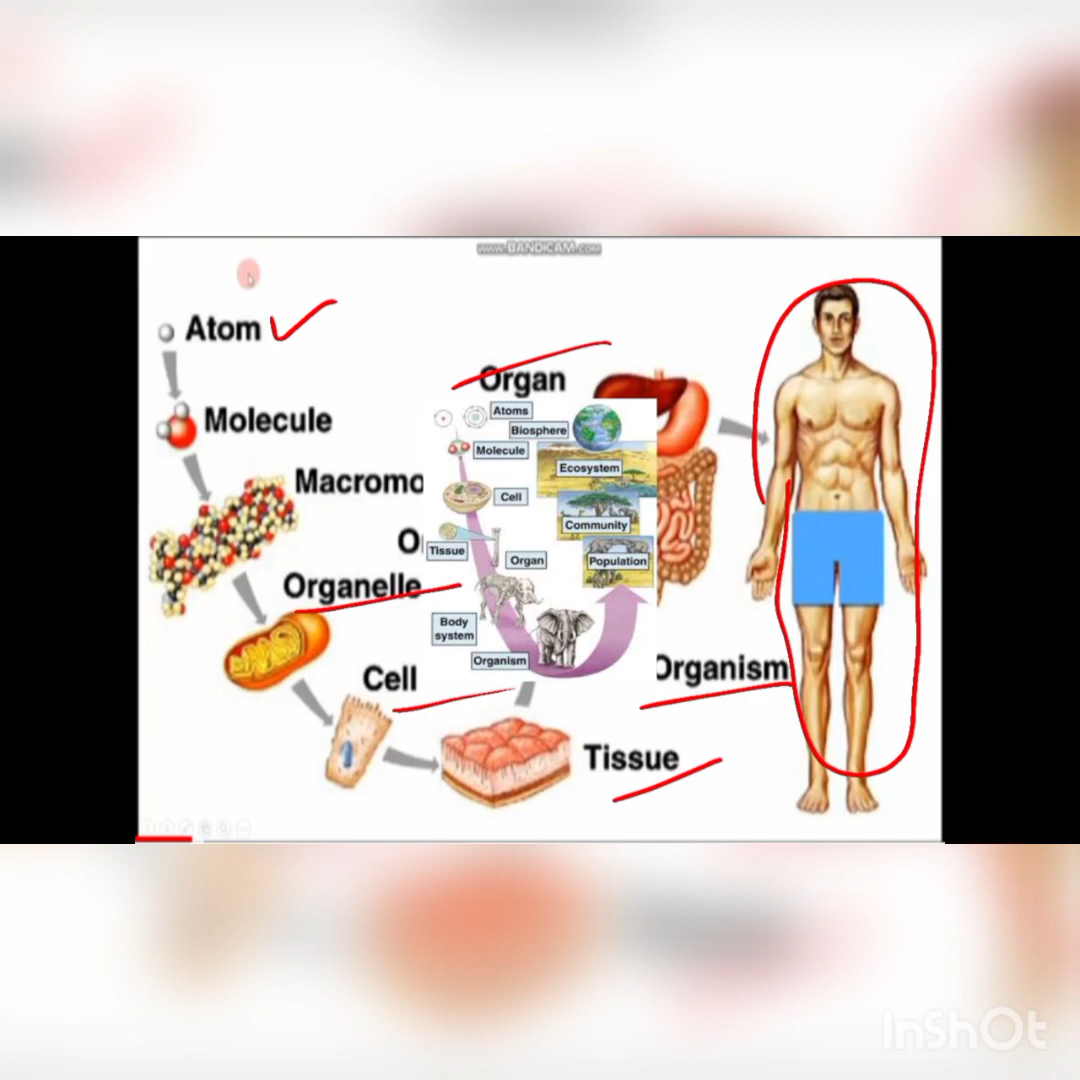 www.BANDICAM.com
Atom
Molecule
Macromo
O
Organelle
Cell
Tissue
Organ
Organism
Atoms
Biosphere
Molecule
Ecosystem
Cell
Community
Tissue
Organ
Population
Body
system
Organism
InShOt